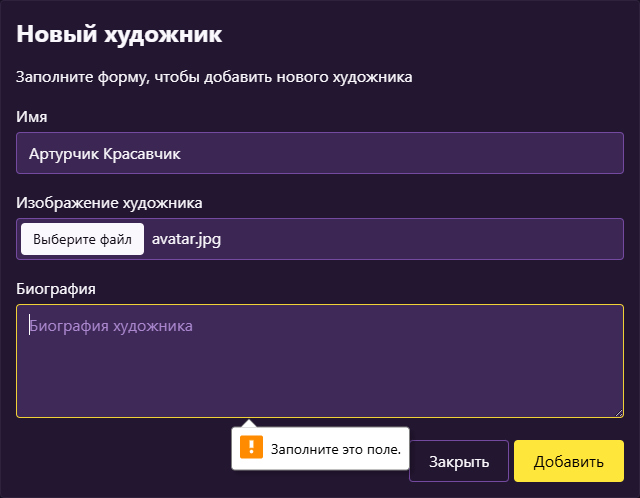 Новый художник
Заполните форму, чтобы добавить нового художника
Имя
Артурчик Красавчик
Изображение художника
Выберите файл avatar.jpg
Биография
Биография художника
Заполните это поле.
Закрыть Добавить